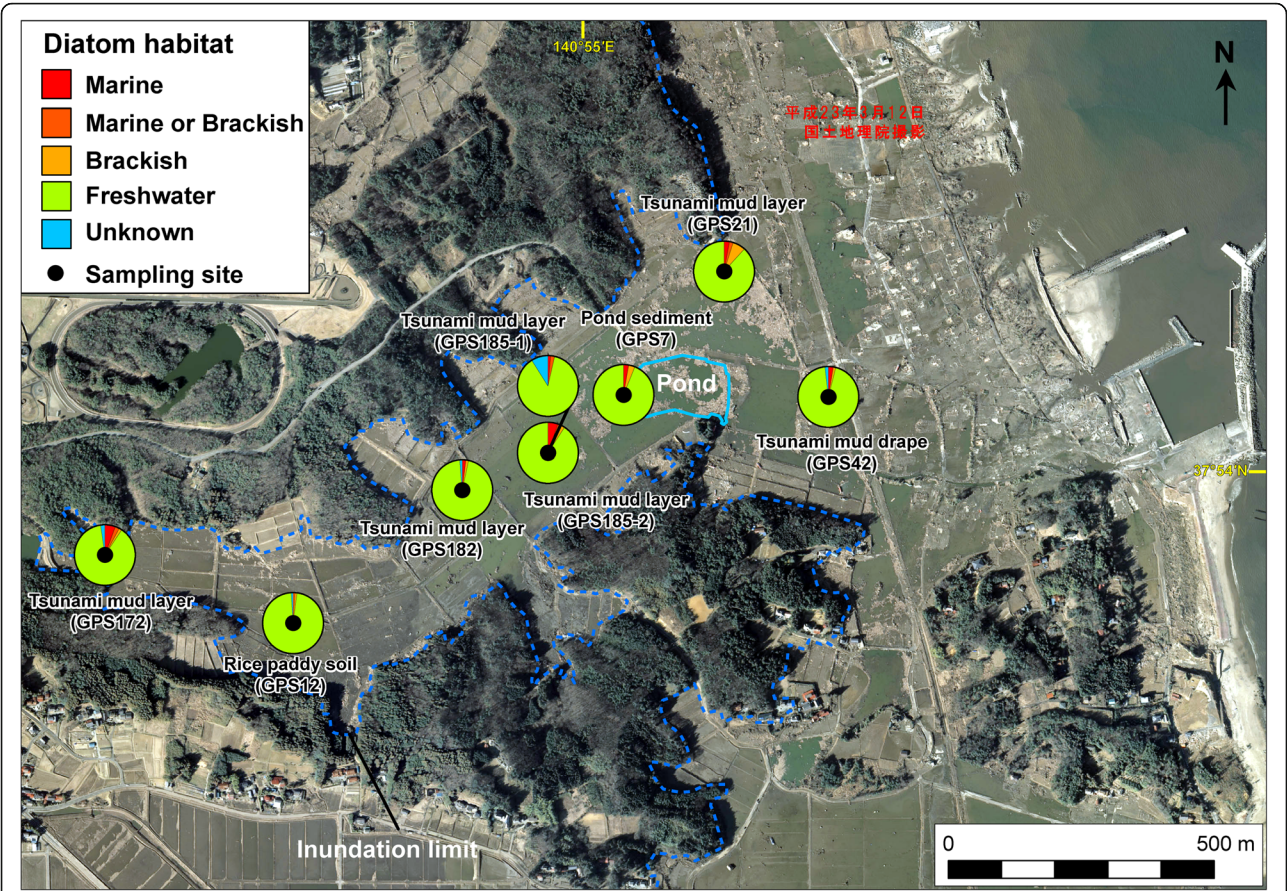 Diatom habitat
Marine
Marine or Brackish
Brackish
Freshwater
Unknown
Sampling site
140°55'E
N
平成23年3月12日
国土地理院撮影
Tsunami mud layer
(GPS21)
Tsunami mud layer
(GPS185-1)
Pond sediment
(GPS7)
Pond
Tsunami mud drape
(GPS42)
37°54'N
Tsunami mud layer
(GPS185-2)
Tsunami mud layer
(GPS182)
Tsunami mud layer
(GPS172)
Rice paddy soil
(GPS12)
Inundation limit
0
500 m